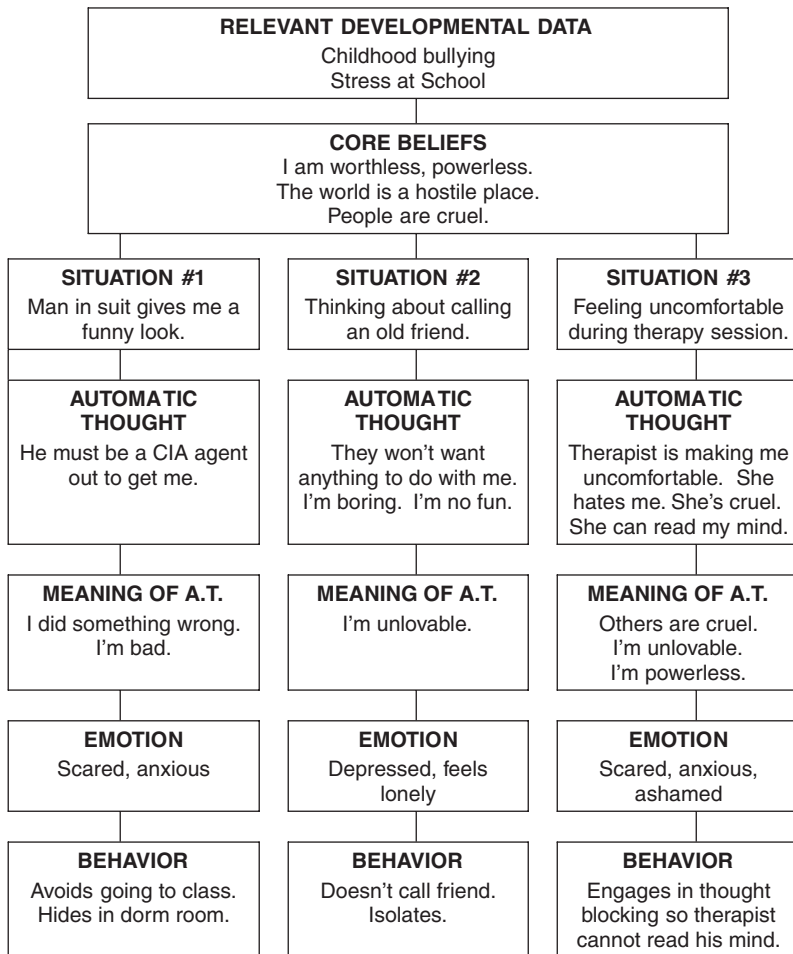 RELEVANT DEVELOPMENTAL DATA
Childhood bullying
Stress at School
CORE BELIEFS
I am worthless, powerless.
The world is a hostile place.
People are cruel.
SITUATION #1
Man in suit gives me a
funny look.
SITUATION #2
Thinking about calling
an old friend.
SITUATION #3
Feeling uncomfortable
during therapy session.
AUTOMATIC
THOUGHT
He must be a CIA agent
out to get me.
AUTOMATIC
THOUGHT
They won’t want
anything to do with me.
I’m boring. I’m no fun.
AUTOMATIC
THOUGHT
Therapist is making me
uncomfortable. She
hates me. She’s cruel.
She can read my mind.
MEANING OF A.T.
I did something wrong.
I’m bad.
MEANING OF A.T.
I’m unlovable.
MEANING OF A.T.
Others are cruel.
I’m unlovable.
I’m powerless.
EMOTION
Scared, anxious
EMOTION
Depressed, feels
lonely
EMOTION
Scared, anxious,
ashamed
BEHAVIOR
Avoids going to class.
Hides in dorm room.
BEHAVIOR
Doesn’t call friend.
Isolates.
BEHAVIOR
Engages in thought
blocking so therapist
cannot read his mind.